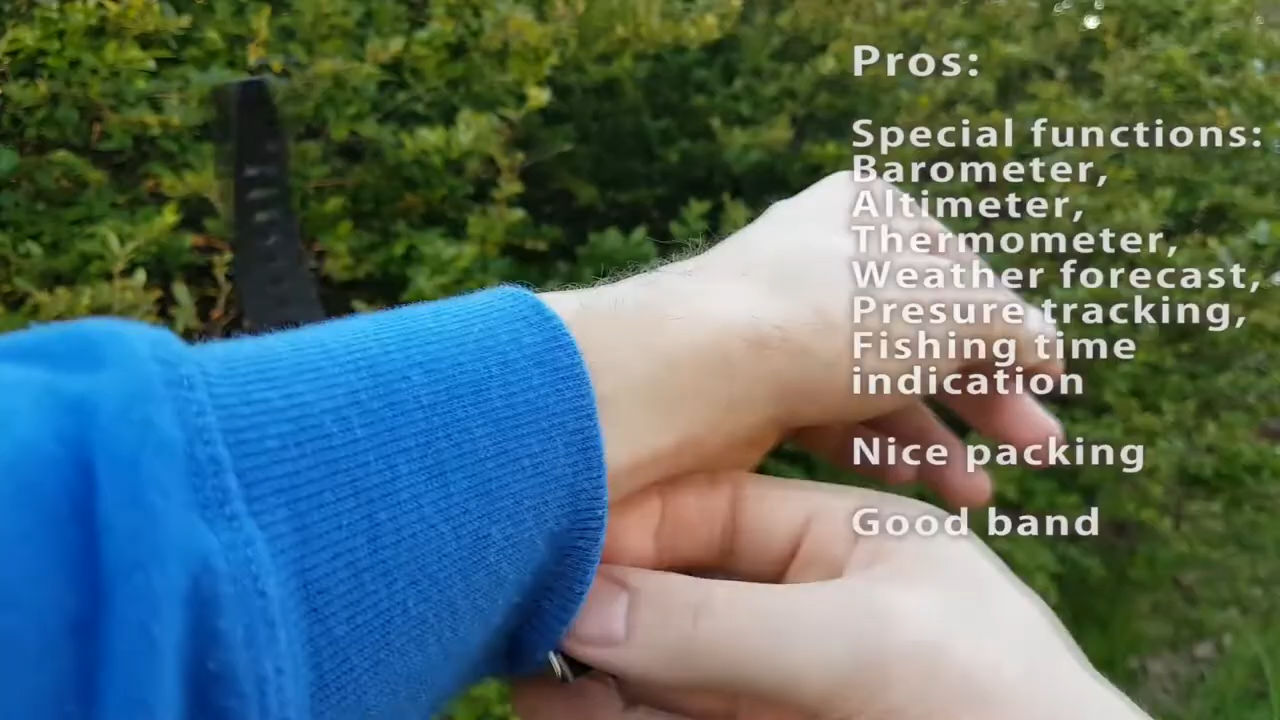 Pros:
Special functions:
Barometer,
Altimeter,
Thermometer,
Weather forecast,
Presure tracking,
Fishing time
indication
Nice packing
Good band